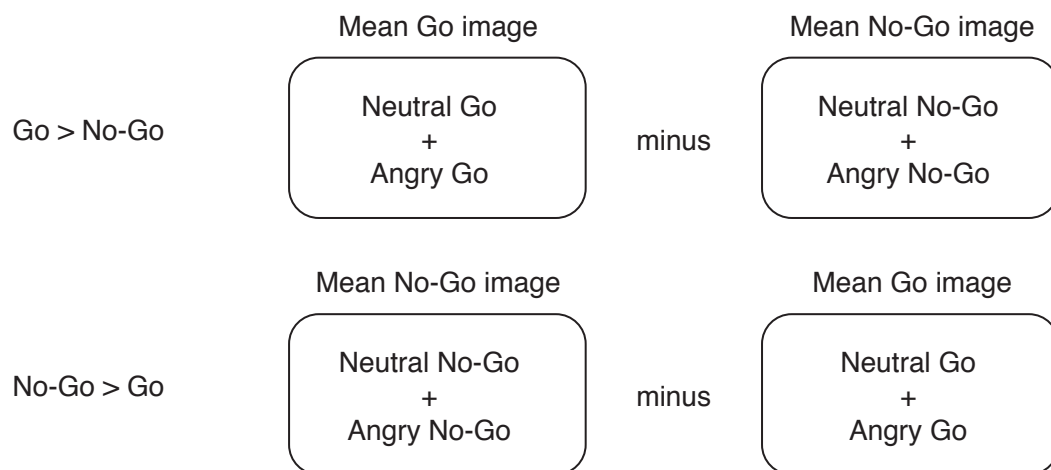 Mean Go image
Mean No-Go image
Go > No-Go
Neutral Go
+
Angry Go
minus
Neutral No-Go
+
Angry No-Go
Mean No-Go image
Mean Go image
No-Go > Go
Neutral No-Go
+
Angry No-Go
minus
Neutral Go
+
Angry Go